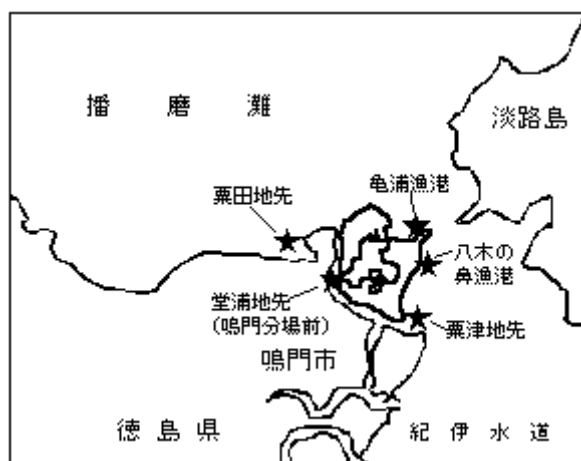 播磨灘
淡路島
亀浦漁港
粟田地先
八木の
鼻漁港
堂浦地先
(鳴門分場前)
粟津地先
鳴門市
徳島県
紀伊水道